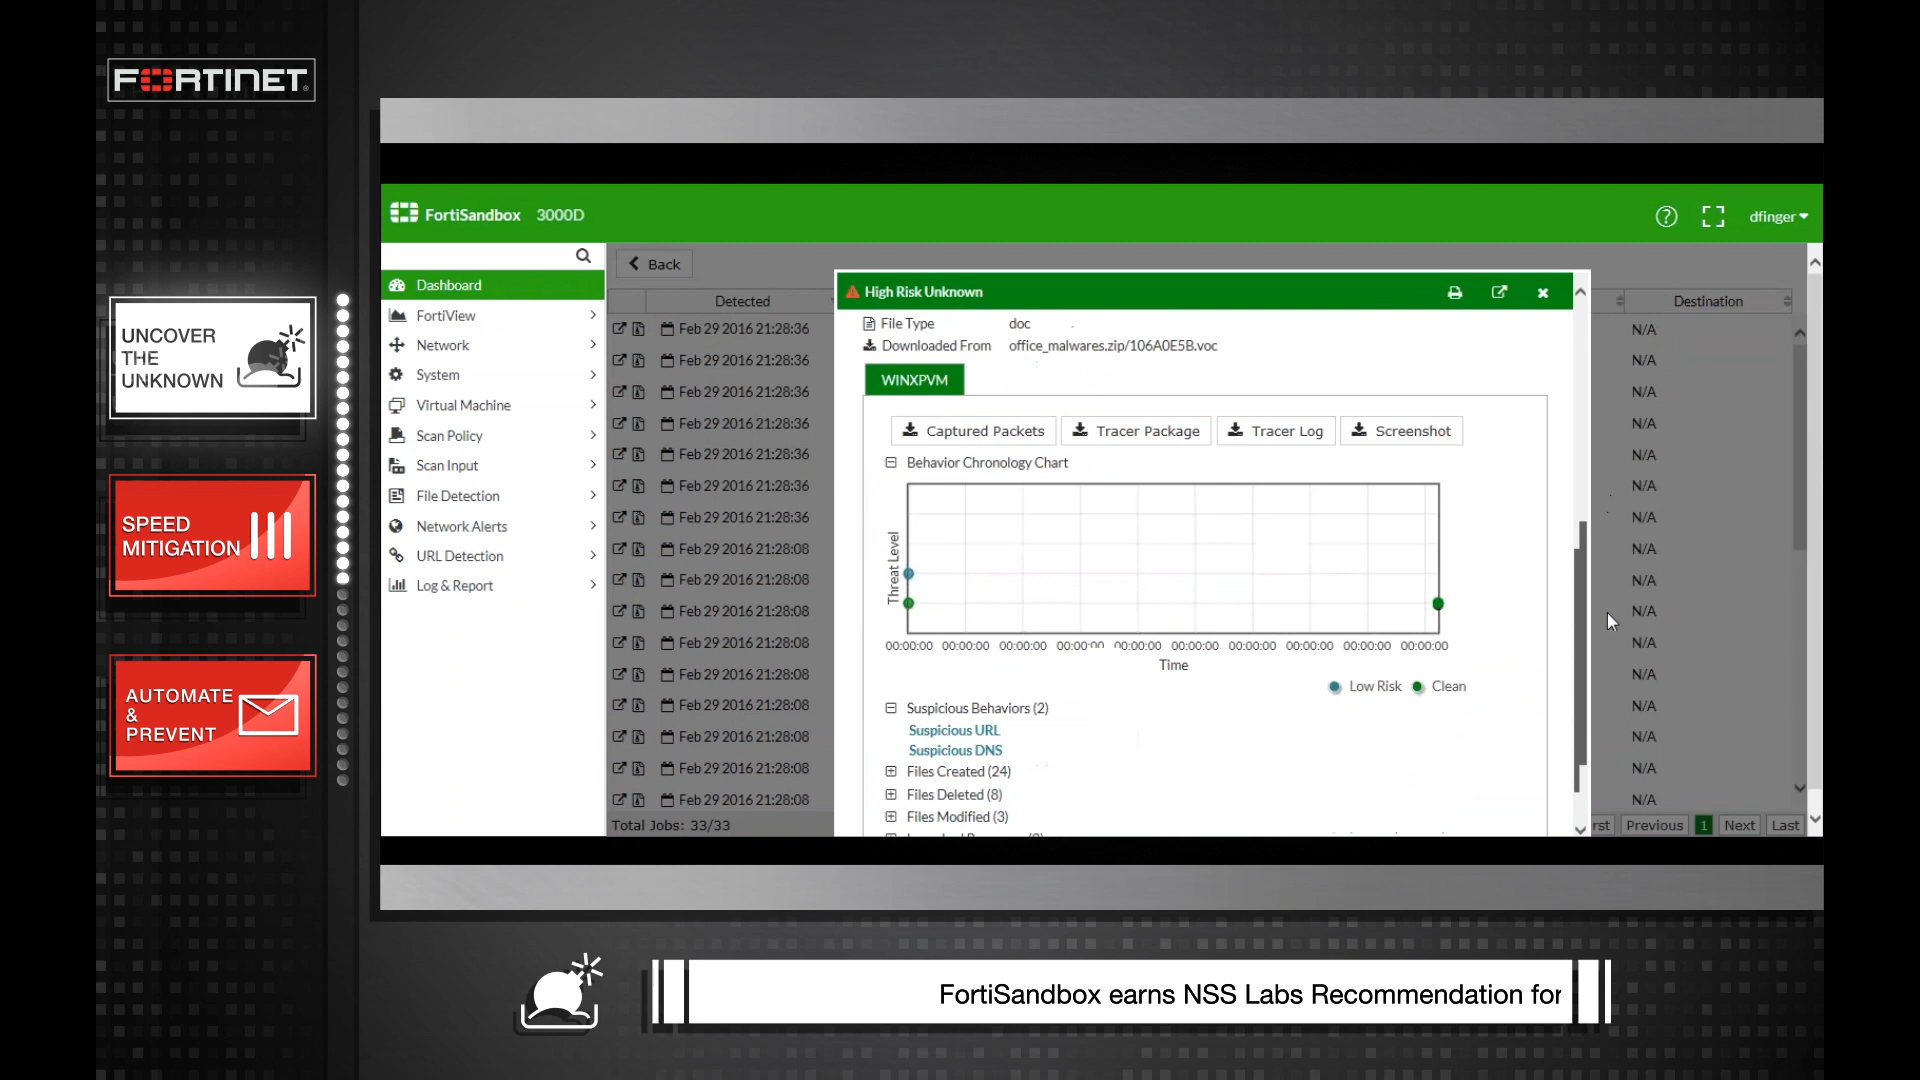 FORTINET
UNCOVER
THE
UNKNOWN
SPEED
MITIGATION
AUTOMATE
&
PREVENT
FortiSandbox 3000D
dfinger
Dashboard
FortiView
Network
System
Virtual Machine
Scan Policy
Scan Input
File Detection
Network Alerts
URL Detection
Log & Report
Back
Detected
Destination
Feb 29 2016 21:28:36
N/A
Feb 29 2016 21:28:36
N/A
Feb 29 2016 21:28:36
N/A
Feb 29 2016 21:28:36
N/A
Feb 29 2016 21:28:36
N/A
Feb 29 2016 21:28:36
N/A
Feb 29 2016 21:28:36
N/A
Feb 29 2016 21:28:08
N/A
Feb 29 2016 21:28:08
N/A
Feb 29 2016 21:28:08
N/A
Feb 29 2016 21:28:08
N/A
Feb 29 2016 21:28:08
N/A
Feb 29 2016 21:28:08
N/A
Feb 29 2016 21:28:08
N/A
Feb 29 2016 21:28:08
N/A
Feb 29 2016 21:28:08
N/A
Total Jobs: 33/33
Previous 1 Next Last
High Risk Unknown
File Type doc
Downloaded From office_malwares.zip/106A0E5B.voc
WINXPVM
Captured Packets Tracer Package Tracer Log Screenshot
Behavior Chronology Chart
Threat Level
00:00:00 00:00:00 00:00:00 00:00:00 00:00:00 00:00:00 00:00:00 00:00:00 00:00:00 00:00:00
Time
Low Risk Clean
Suspicious Behaviors (2)
Suspicious URL
Suspicious DNS
Files Created (24)
Files Deleted (8)
Files Modified (3)
FortiSandbox earns NSS Labs Recommendation for